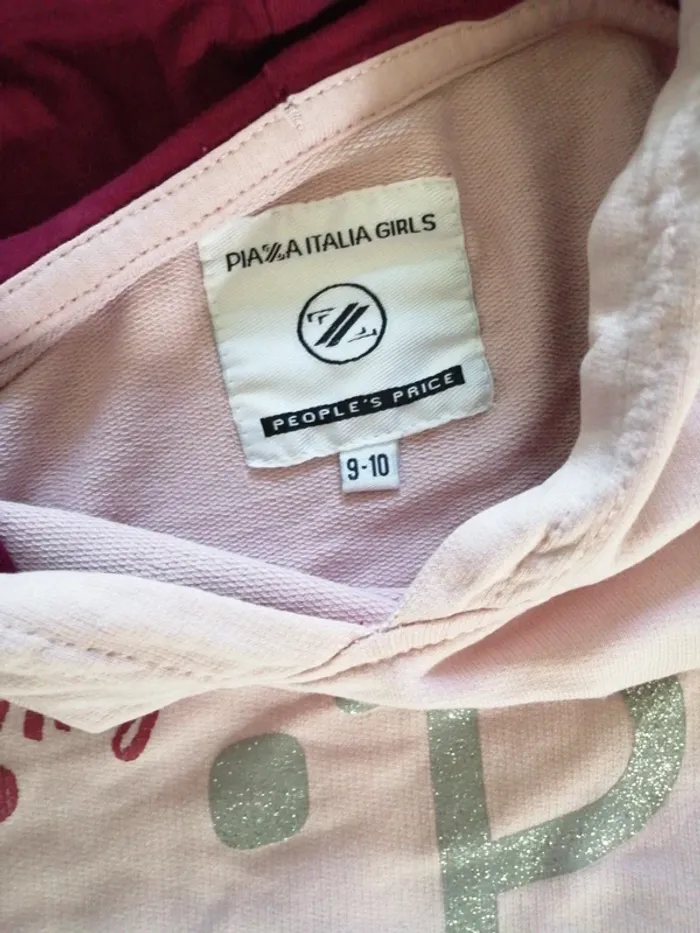 PIAZZA ITALIA GIRLS
PEOPLE'S PRICE
9-10
P